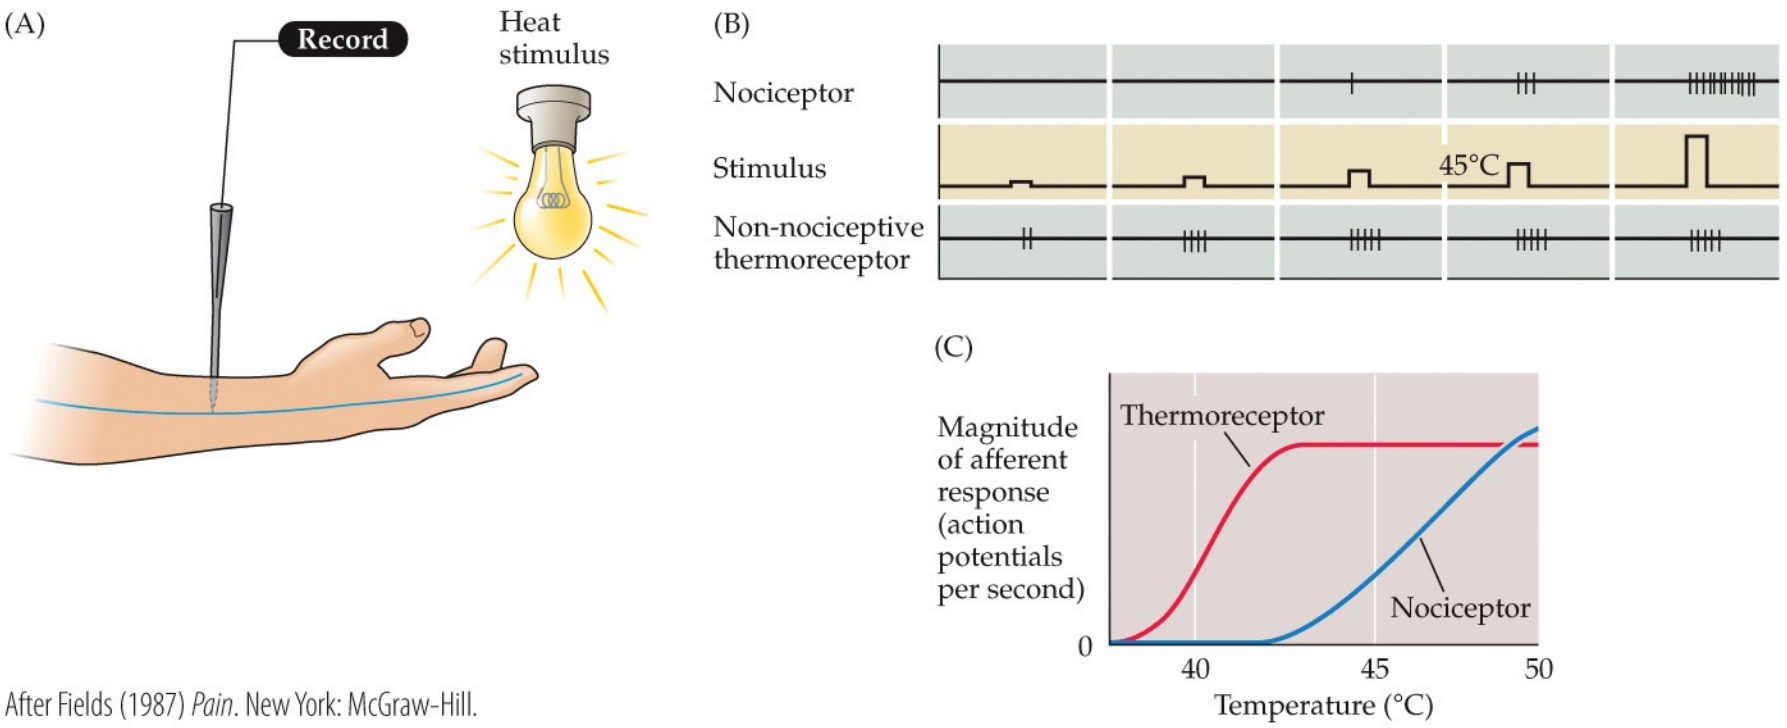 (A)
Record
Heat
stimulus
(B)
Nociceptor
Stimulus
45°C
Non-nociceptive
thermoreceptor
(C)
Magnitude
of afferent
response
(action
potentials
per second)
Thermoreceptor
Nociceptor
0
40
45
50
Temperature (°C)
After Fields (1987) Pain. New York: McGraw-Hill.